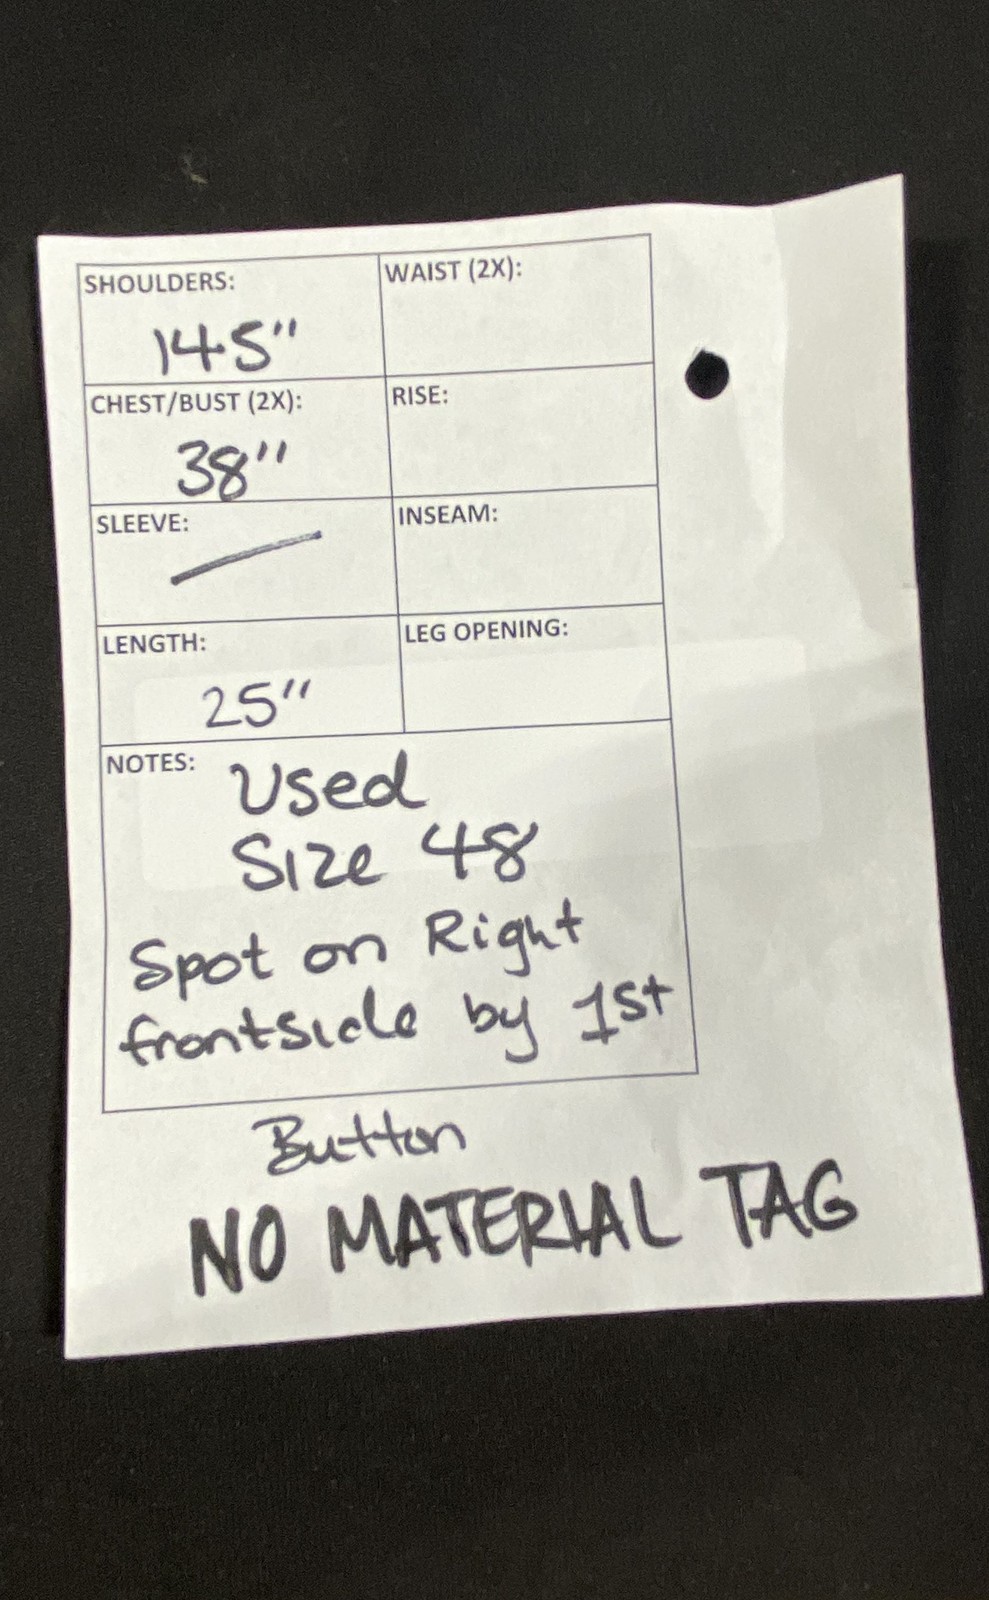 SHOULDERS:
14.5"
WAIST (2X):
CHEST/BUST (2X):
38"
RISE:
SLEEVE:
INSEAM:
LENGTH:
25"
LEG OPENING:
NOTES: Used
Size 48
Spot on Right
frontside by 1st
Button
NO MATERIAL TAG